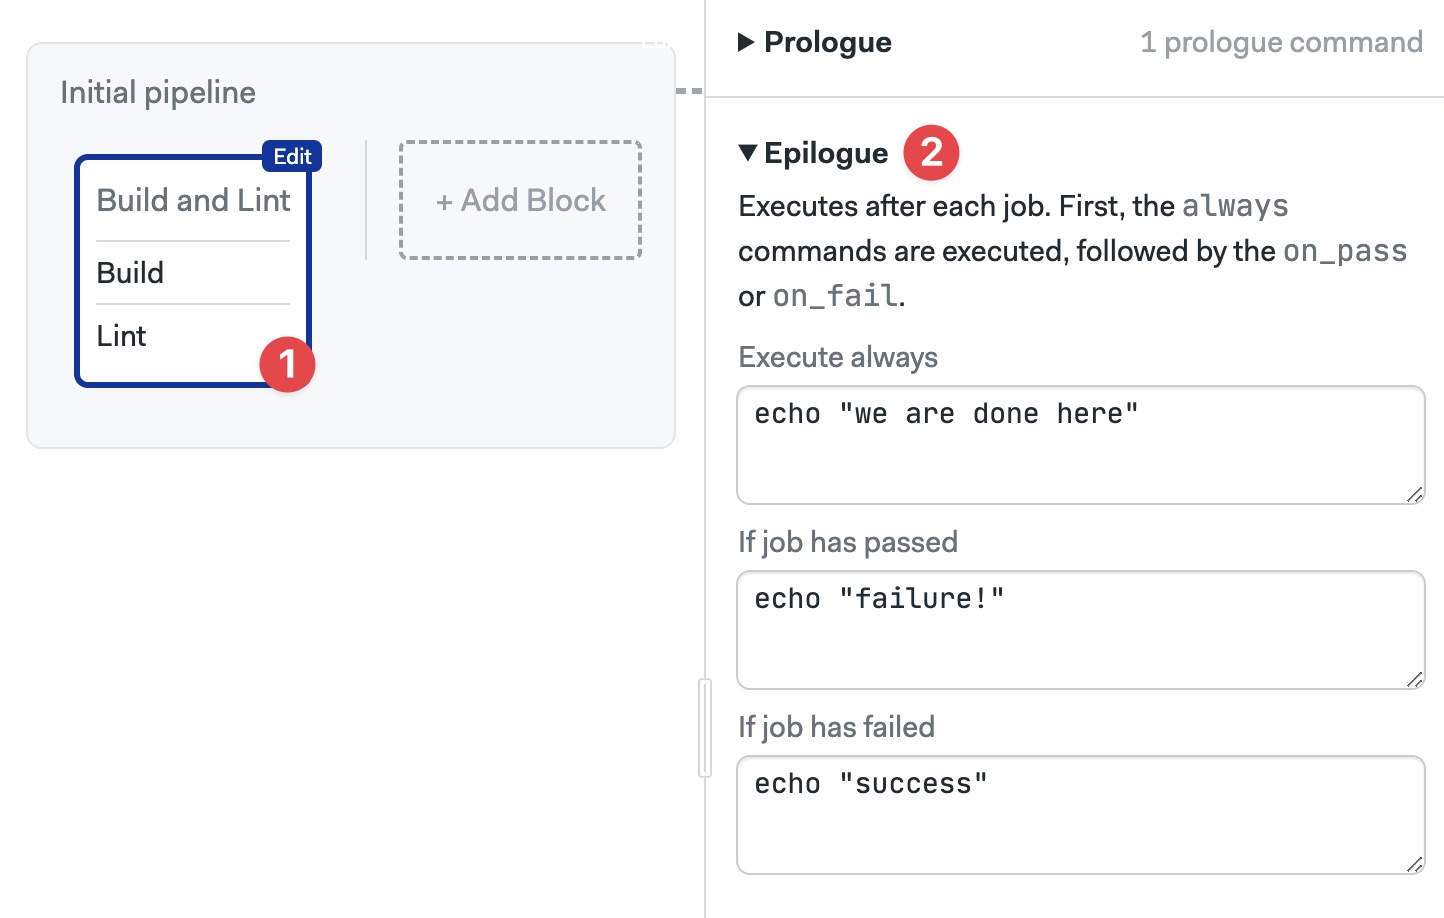 Initial pipeline
Edit
Build and Lint
Build
Lint
1
+ Add Block
Prologue
1 prologue command
Epilogue 2
Executes after each job. First, the always
commands are executed, followed by the on_pass
or on_fail.
Execute always
echo "we are done here"
If job has passed
echo "failure!"
If job has failed
echo "success"